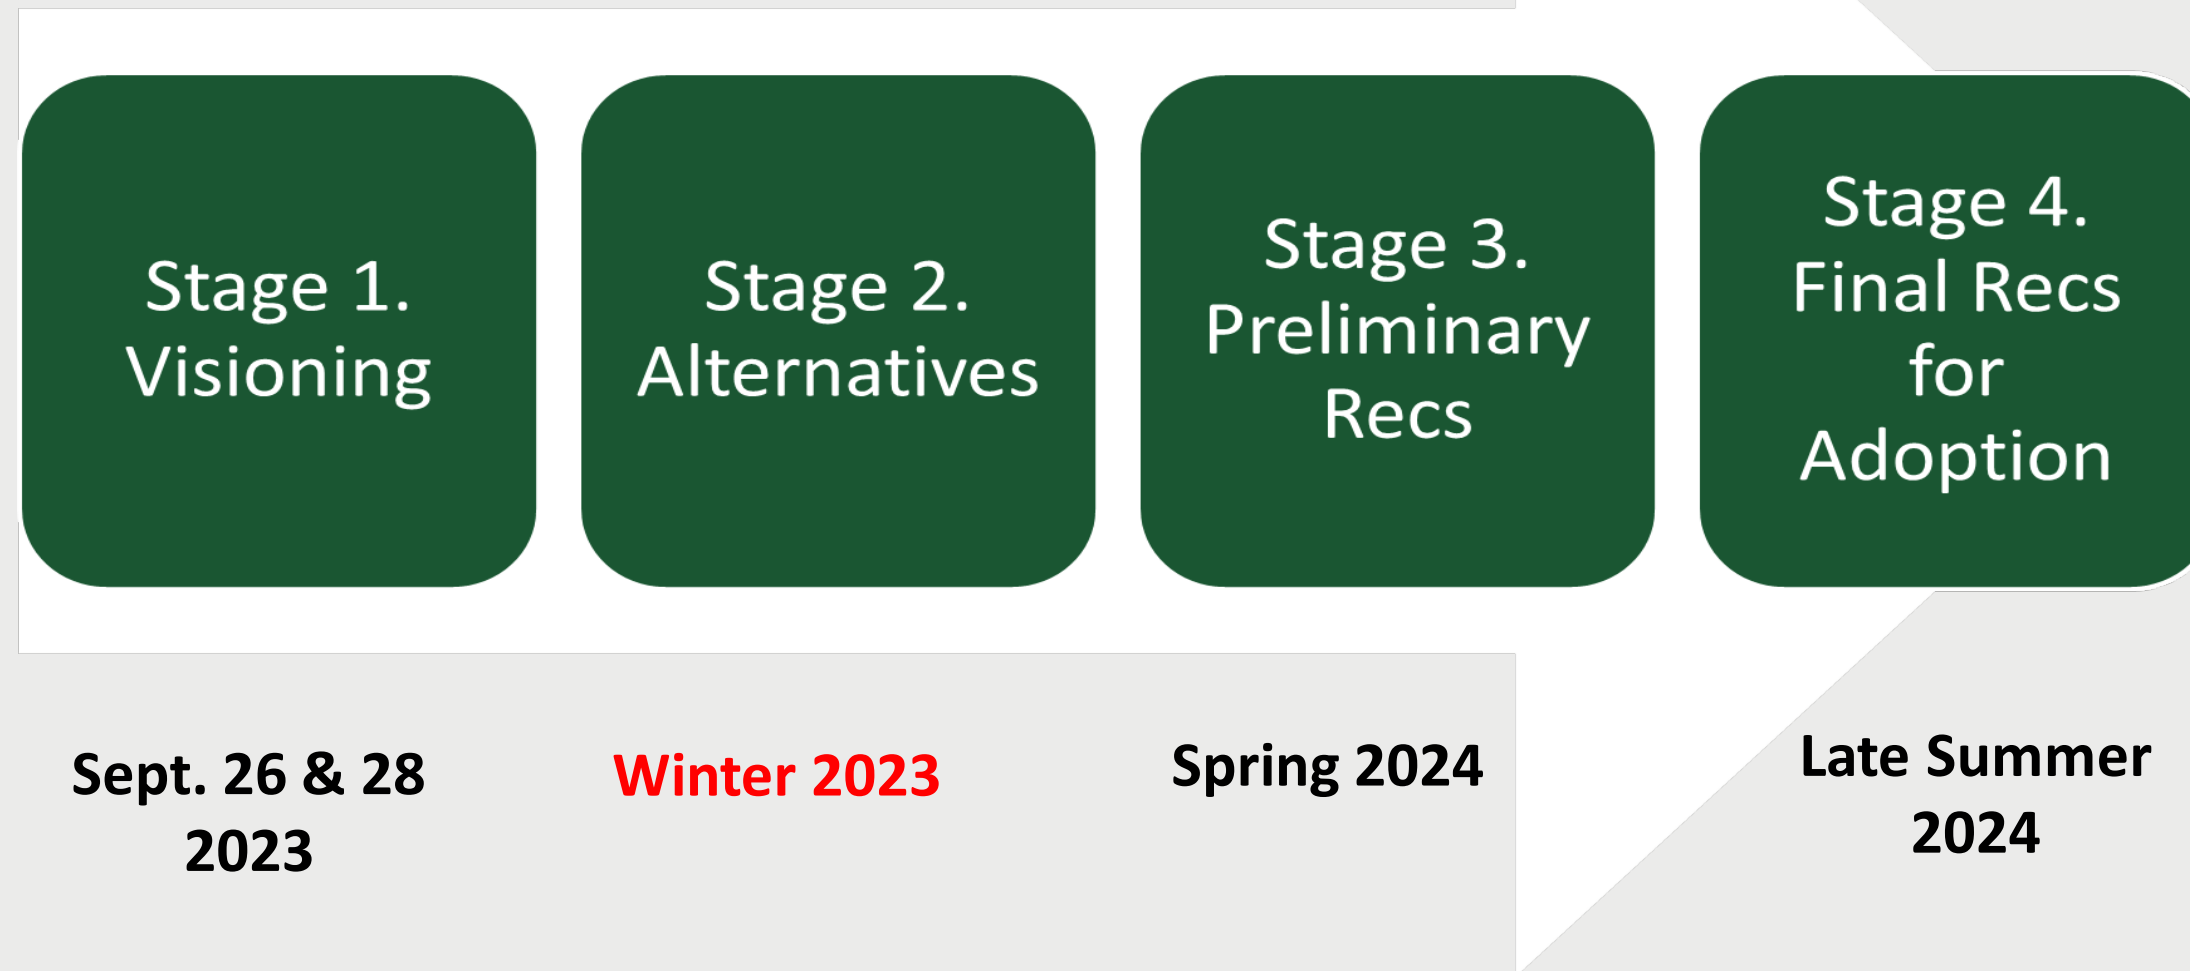 Stage 1.
Visioning
Stage 2.
Alternatives
Stage 3.
Preliminary
Recs
Stage 4.
Final Recs
for
Adoption
Sept. 26 & 28
2023
Winter 2023
Spring 2024
Late Summer
2024